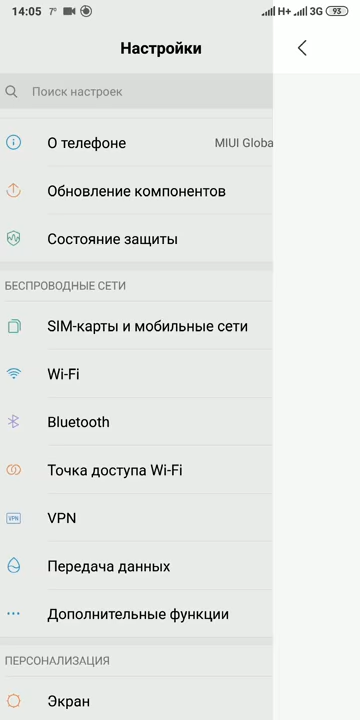 14:05 7° H+ 3G 93
Настройки
Поиск настроек
О телефоне MIUI Globa
Обновление компонентов
Состояние защиты
БЕСПРОВОДНЫЕ СЕТИ
SIM-карты и мобильные сети
Wi-Fi
Bluetooth
Точка доступа Wi-Fi
VPN VPN
Передача данных
Дополнительные функции
ПЕРСОНАЛИЗАЦИЯ
Экран